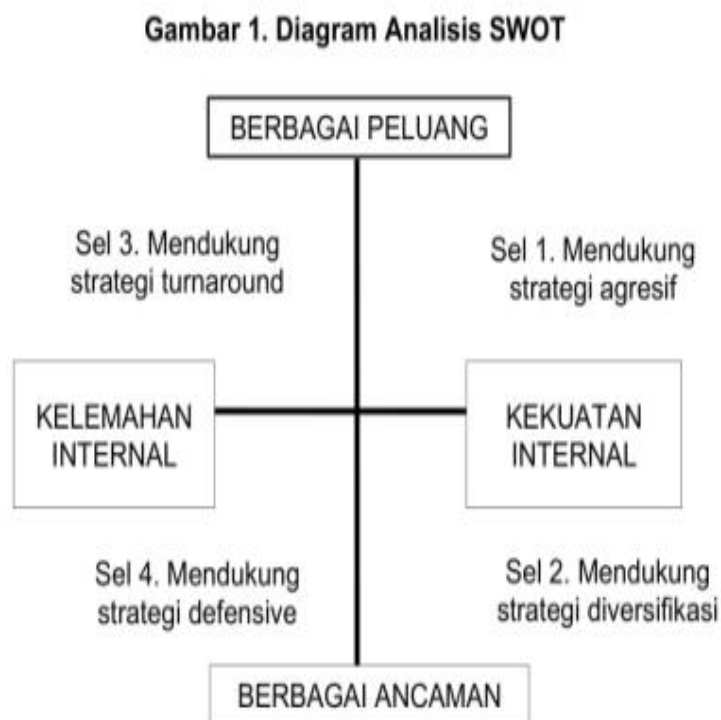 Gambar 1. Diagram Analisis SWOT
BERBAGAI PELUANG
Sel 3. Mendukung
strategi turnaround
Sel 1. Mendukung
strategi agresif
KELEMAHAN
INTERNAL
KEKUATAN
INTERNAL
Sel 4. Mendukung
strategi defensive
Sel 2. Mendukung
strategi diversifikasi
BERBAGAI ANCAMAN